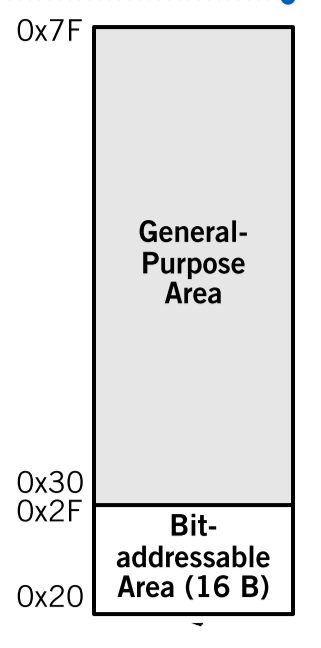 0x7F
General-
Purpose
Area
0x30
0x2F
Bit-
addressable
Area (16 B)
0x20